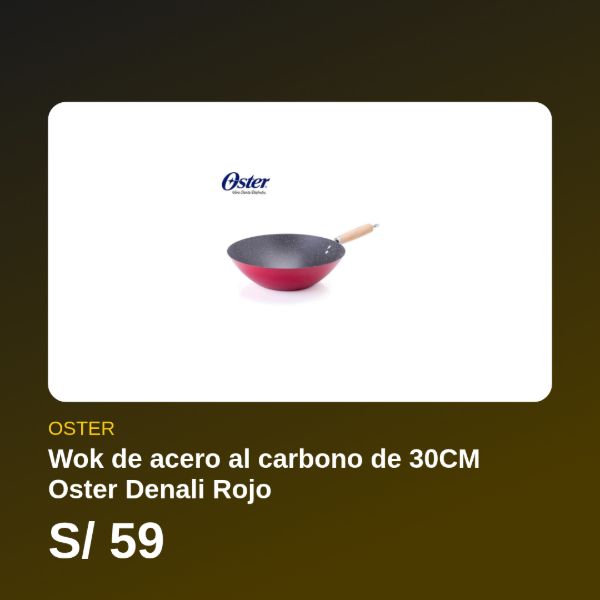 Oster
OSTER
Wok de acero al carbono de 30CM
Oster Denali Rojo
S/ 59